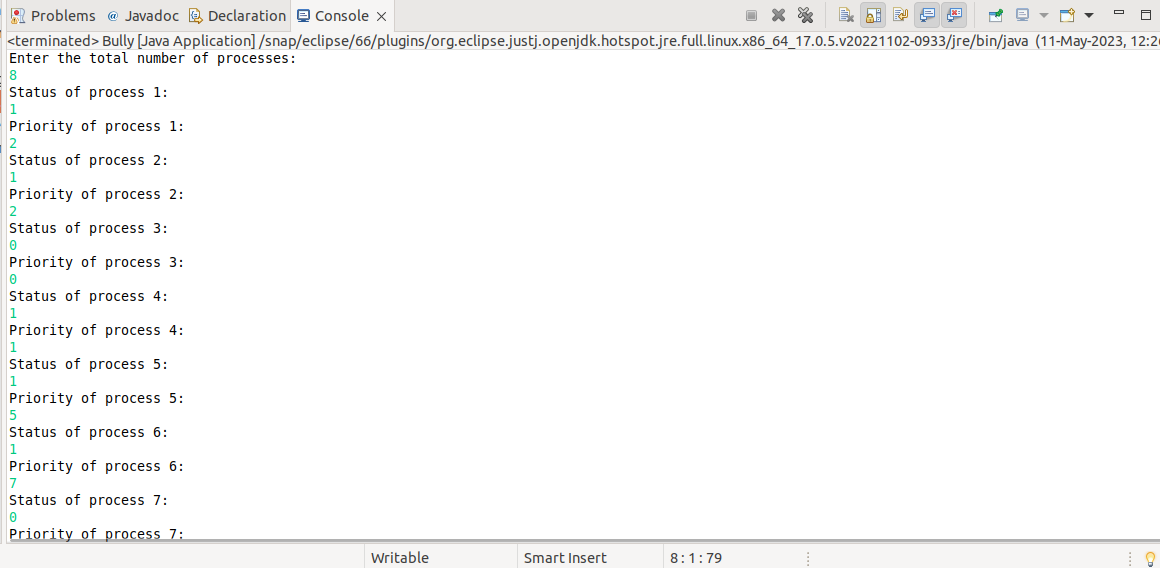 Problems @ Javadoc Declaration Console
<terminated> Bully [Java Application] /snap/eclipse/66/plugins/org.eclipse.justj.openjdk.hotspot.jre.full.linux.x86_64_17.0.5.v20221102-0933/jre/bin/java (11-May-2023, 12:26
Enter the total number of processes:
8
Status of process 1:
1
Priority of process 1:
2
Status of process 2:
1
Priority of process 2:
2
Status of process 3:
0
Priority of process 3:
0
Status of process 4:
1
Priority of process 4:
1
Status of process 5:
1
Priority of process 5:
5
Status of process 6:
1
Priority of process 6:
7
Status of process 7:
0
Priority of process 7:
Writable Smart Insert 8 : 1 : 79